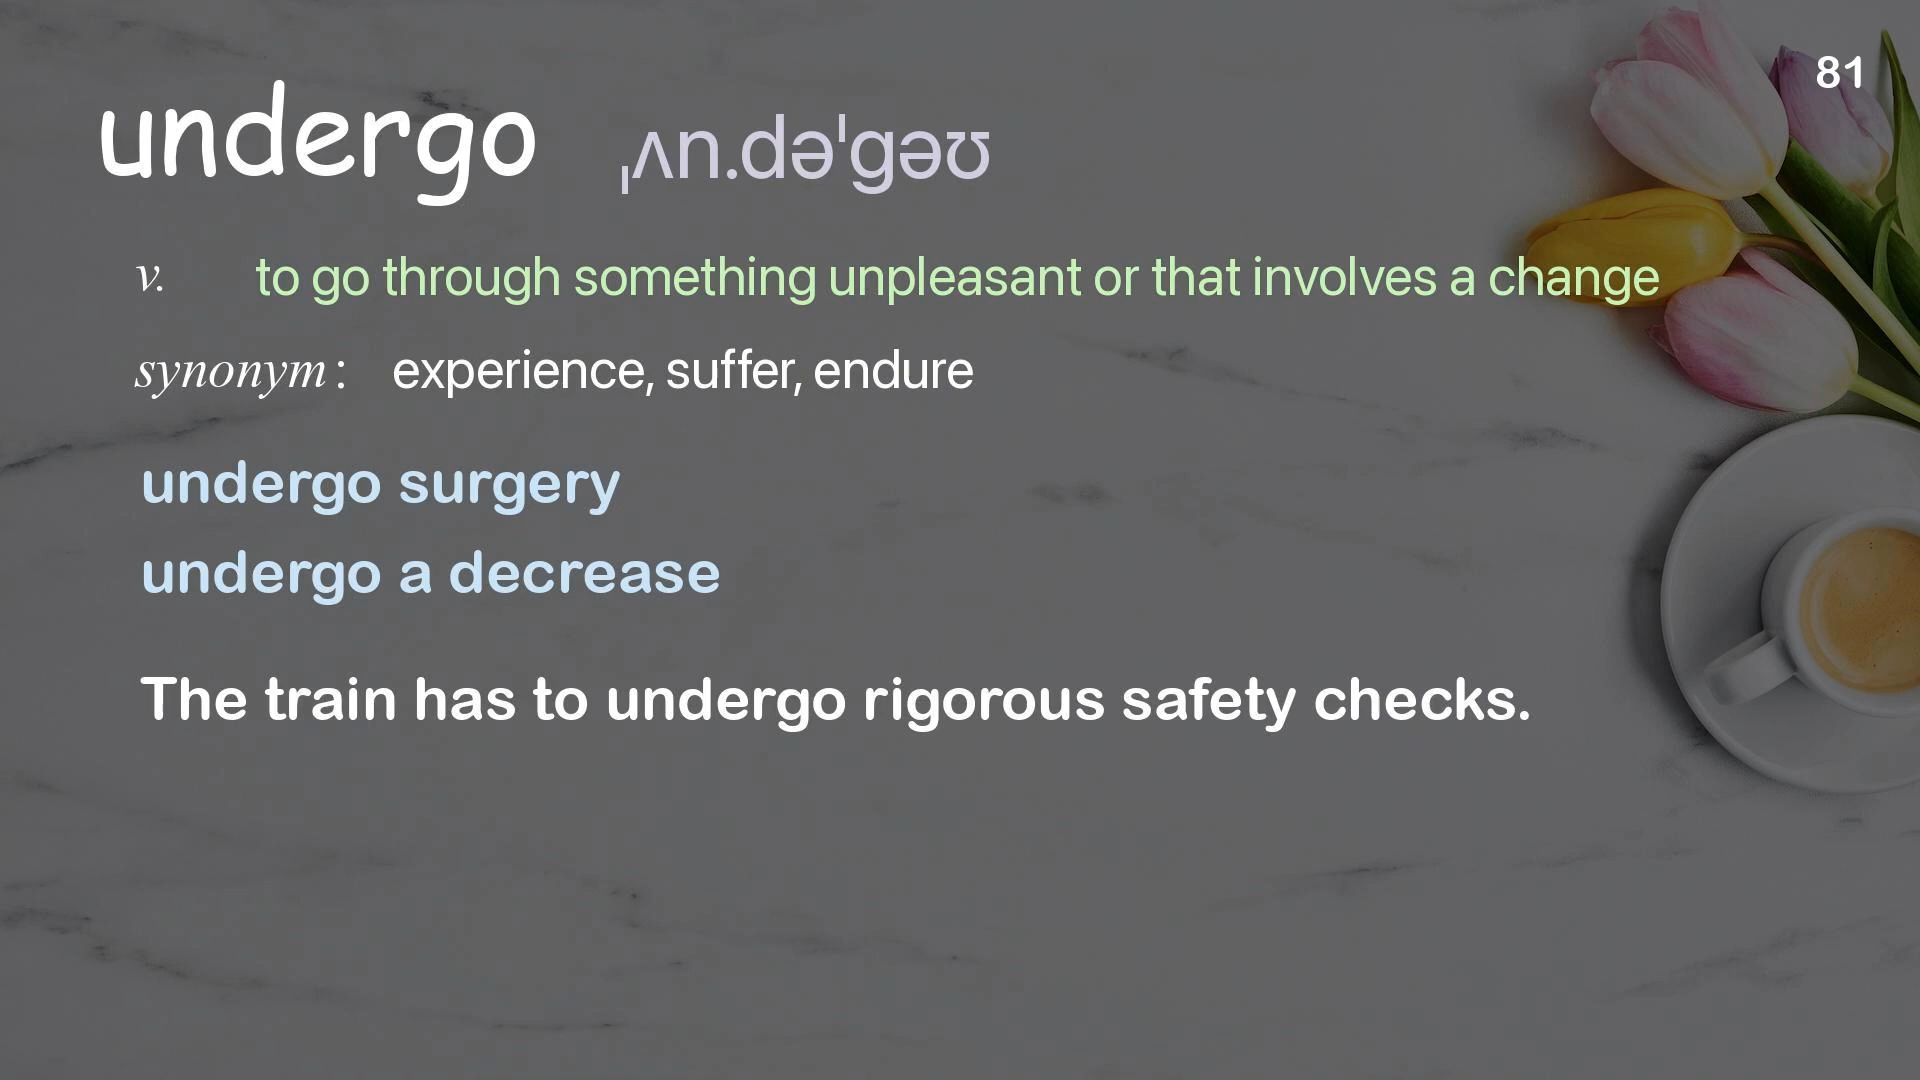 81
undergo ˌʌn.dəˈɡəʊ
v. to go through something unpleasant or that involves a change
synonym: experience, suffer, endure
undergo surgery
undergo a decrease
The train has to undergo rigorous safety checks.